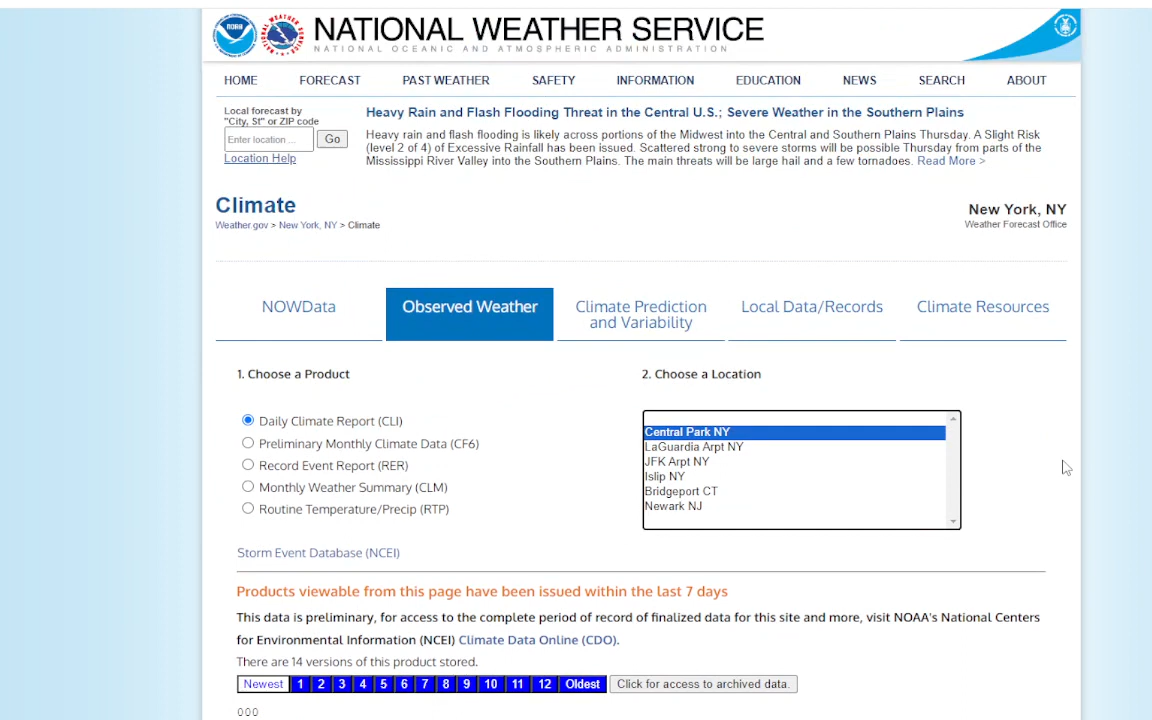 NATIONAL WEATHER SERVICE
NATIONAL OCEANIC AND ATMOSPHERIC ADMINISTRATION
HOME FORECAST PAST WEATHER SAFETY INFORMATION EDUCATION NEWS SEARCH ABOUT
Local forecast by
"City, St" or ZIP code
Enter location ...
Go
Location Help
Heavy Rain and Flash Flooding Threat in the Central U.S.; Severe Weather in the Southern Plains
Heavy rain and flash flooding is likely across portions of the Midwest into the Central and Southern Plains Thursday. A Slight Risk
(level 2 of 4) of Excessive Rainfall has been issued. Scattered strong to severe storms will be possible Thursday from parts of the
Mississippi River Valley into the Southern Plains. The main threats will be large hail and a few tornadoes. Read More >
Climate
Weather.gov > New York, NY > Climate
New York, NY
Weather Forecast Office
NOWData
Observed Weather
Climate Prediction
and Variability
Local Data/Records
Climate Resources
1. Choose a Product
Daily Climate Report (CLI)
Preliminary Monthly Climate Data (CF6)
Record Event Report (RER)
Monthly Weather Summary (CLM)
Routine Temperature/Precip (RTP)
2. Choose a Location
Central Park NY
LaGuardia Arpt NY
JFK Arpt NY
Islip NY
Bridgeport CT
Newark NJ
Storm Event Database (NCEI)
Products viewable from this page have been issued within the last 7 days
This data is preliminary, for access to the complete period of record of finalized data for this site and more, visit NOAA's National Centers
for Environmental Information (NCEI) Climate Data Online (CDO).
There are 14 versions of this product stored.
Newest 1 2 3 4 5 6 7 8 9 10 11 12 Oldest Click for access to archived data.
000